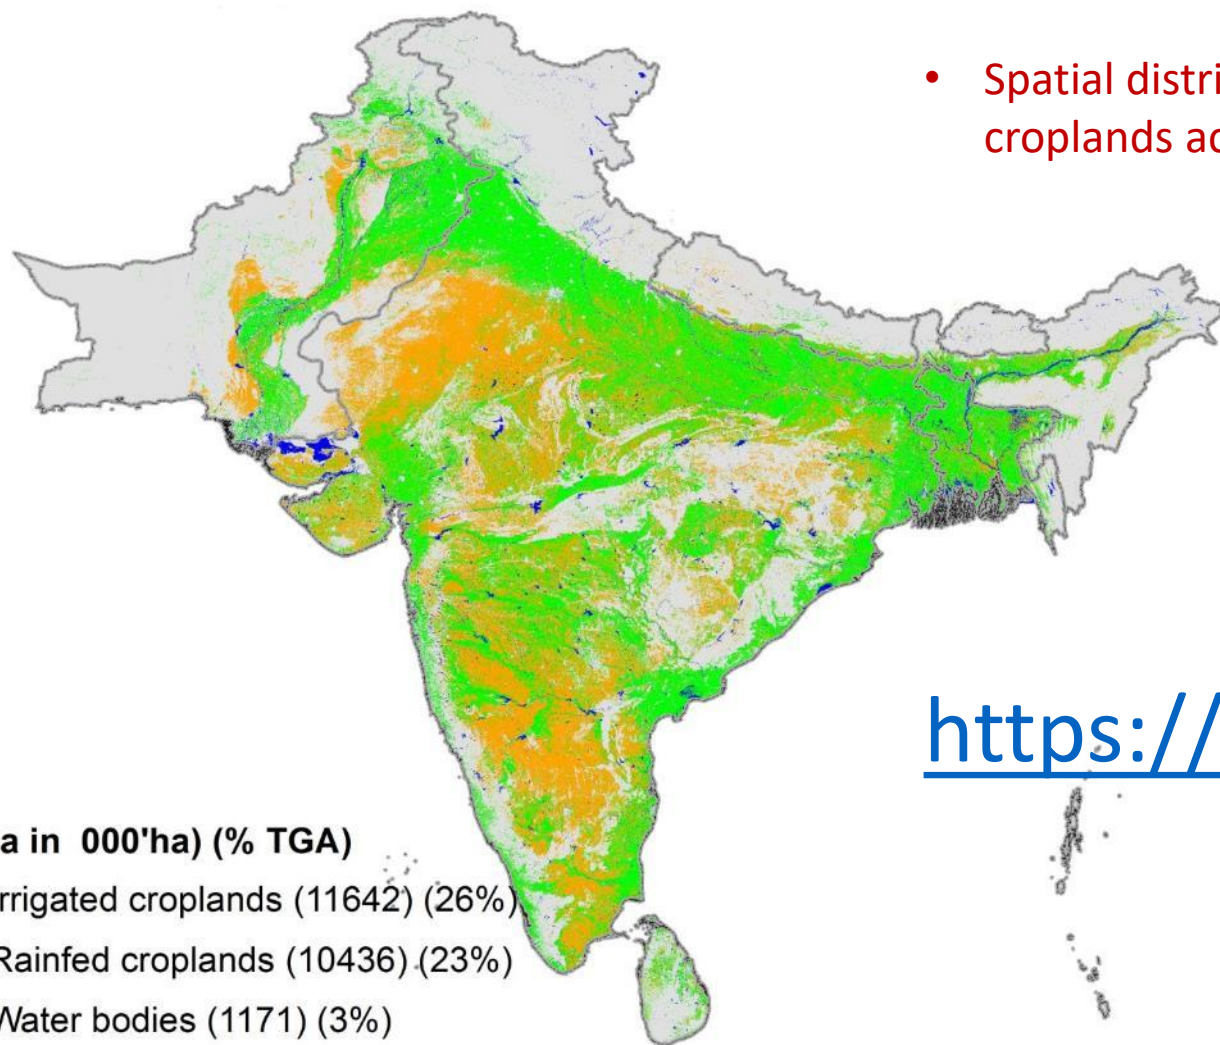 • Spatial distri
croplands ac
https://
a in 000'ha) (% TGA)
rrigated croplands (11642) (26%)
Rainfed croplands (10436) (23%)
Water bodies (1171) (3%)